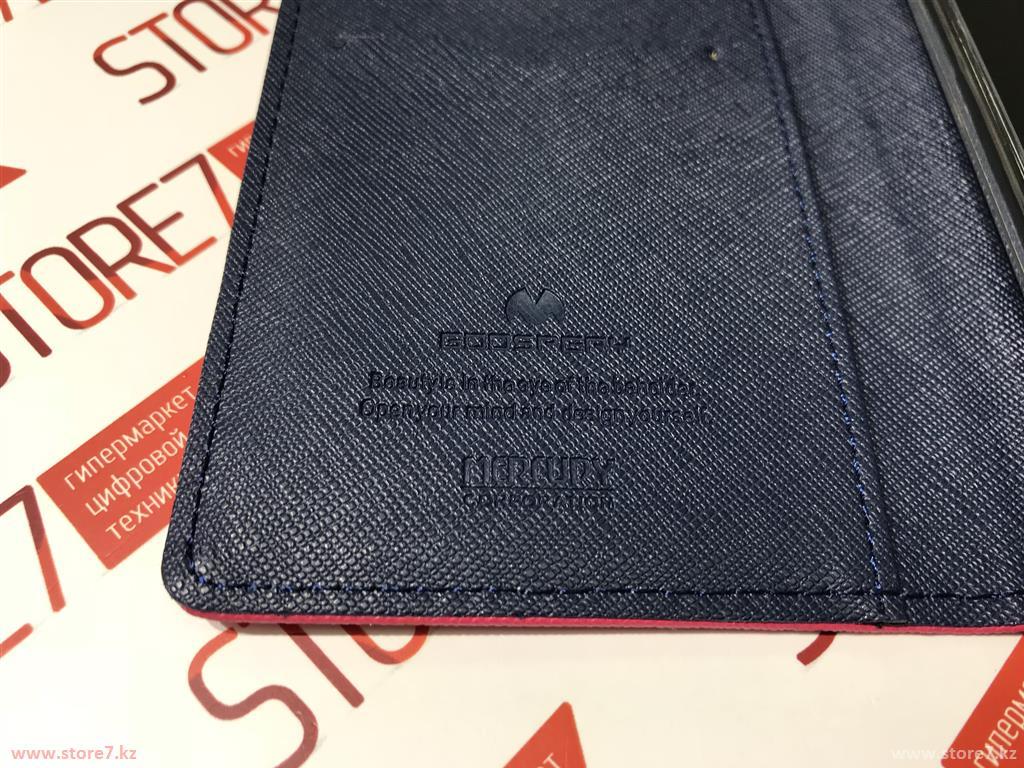 STORE7
гипермаркет
цифровой
STORE7
GOOSPERY
Beauty is in the eye of the beholder.
Open your mind and design yourself.
MERCURY
CORPORATION
www.store7.kz
www.store7.kz